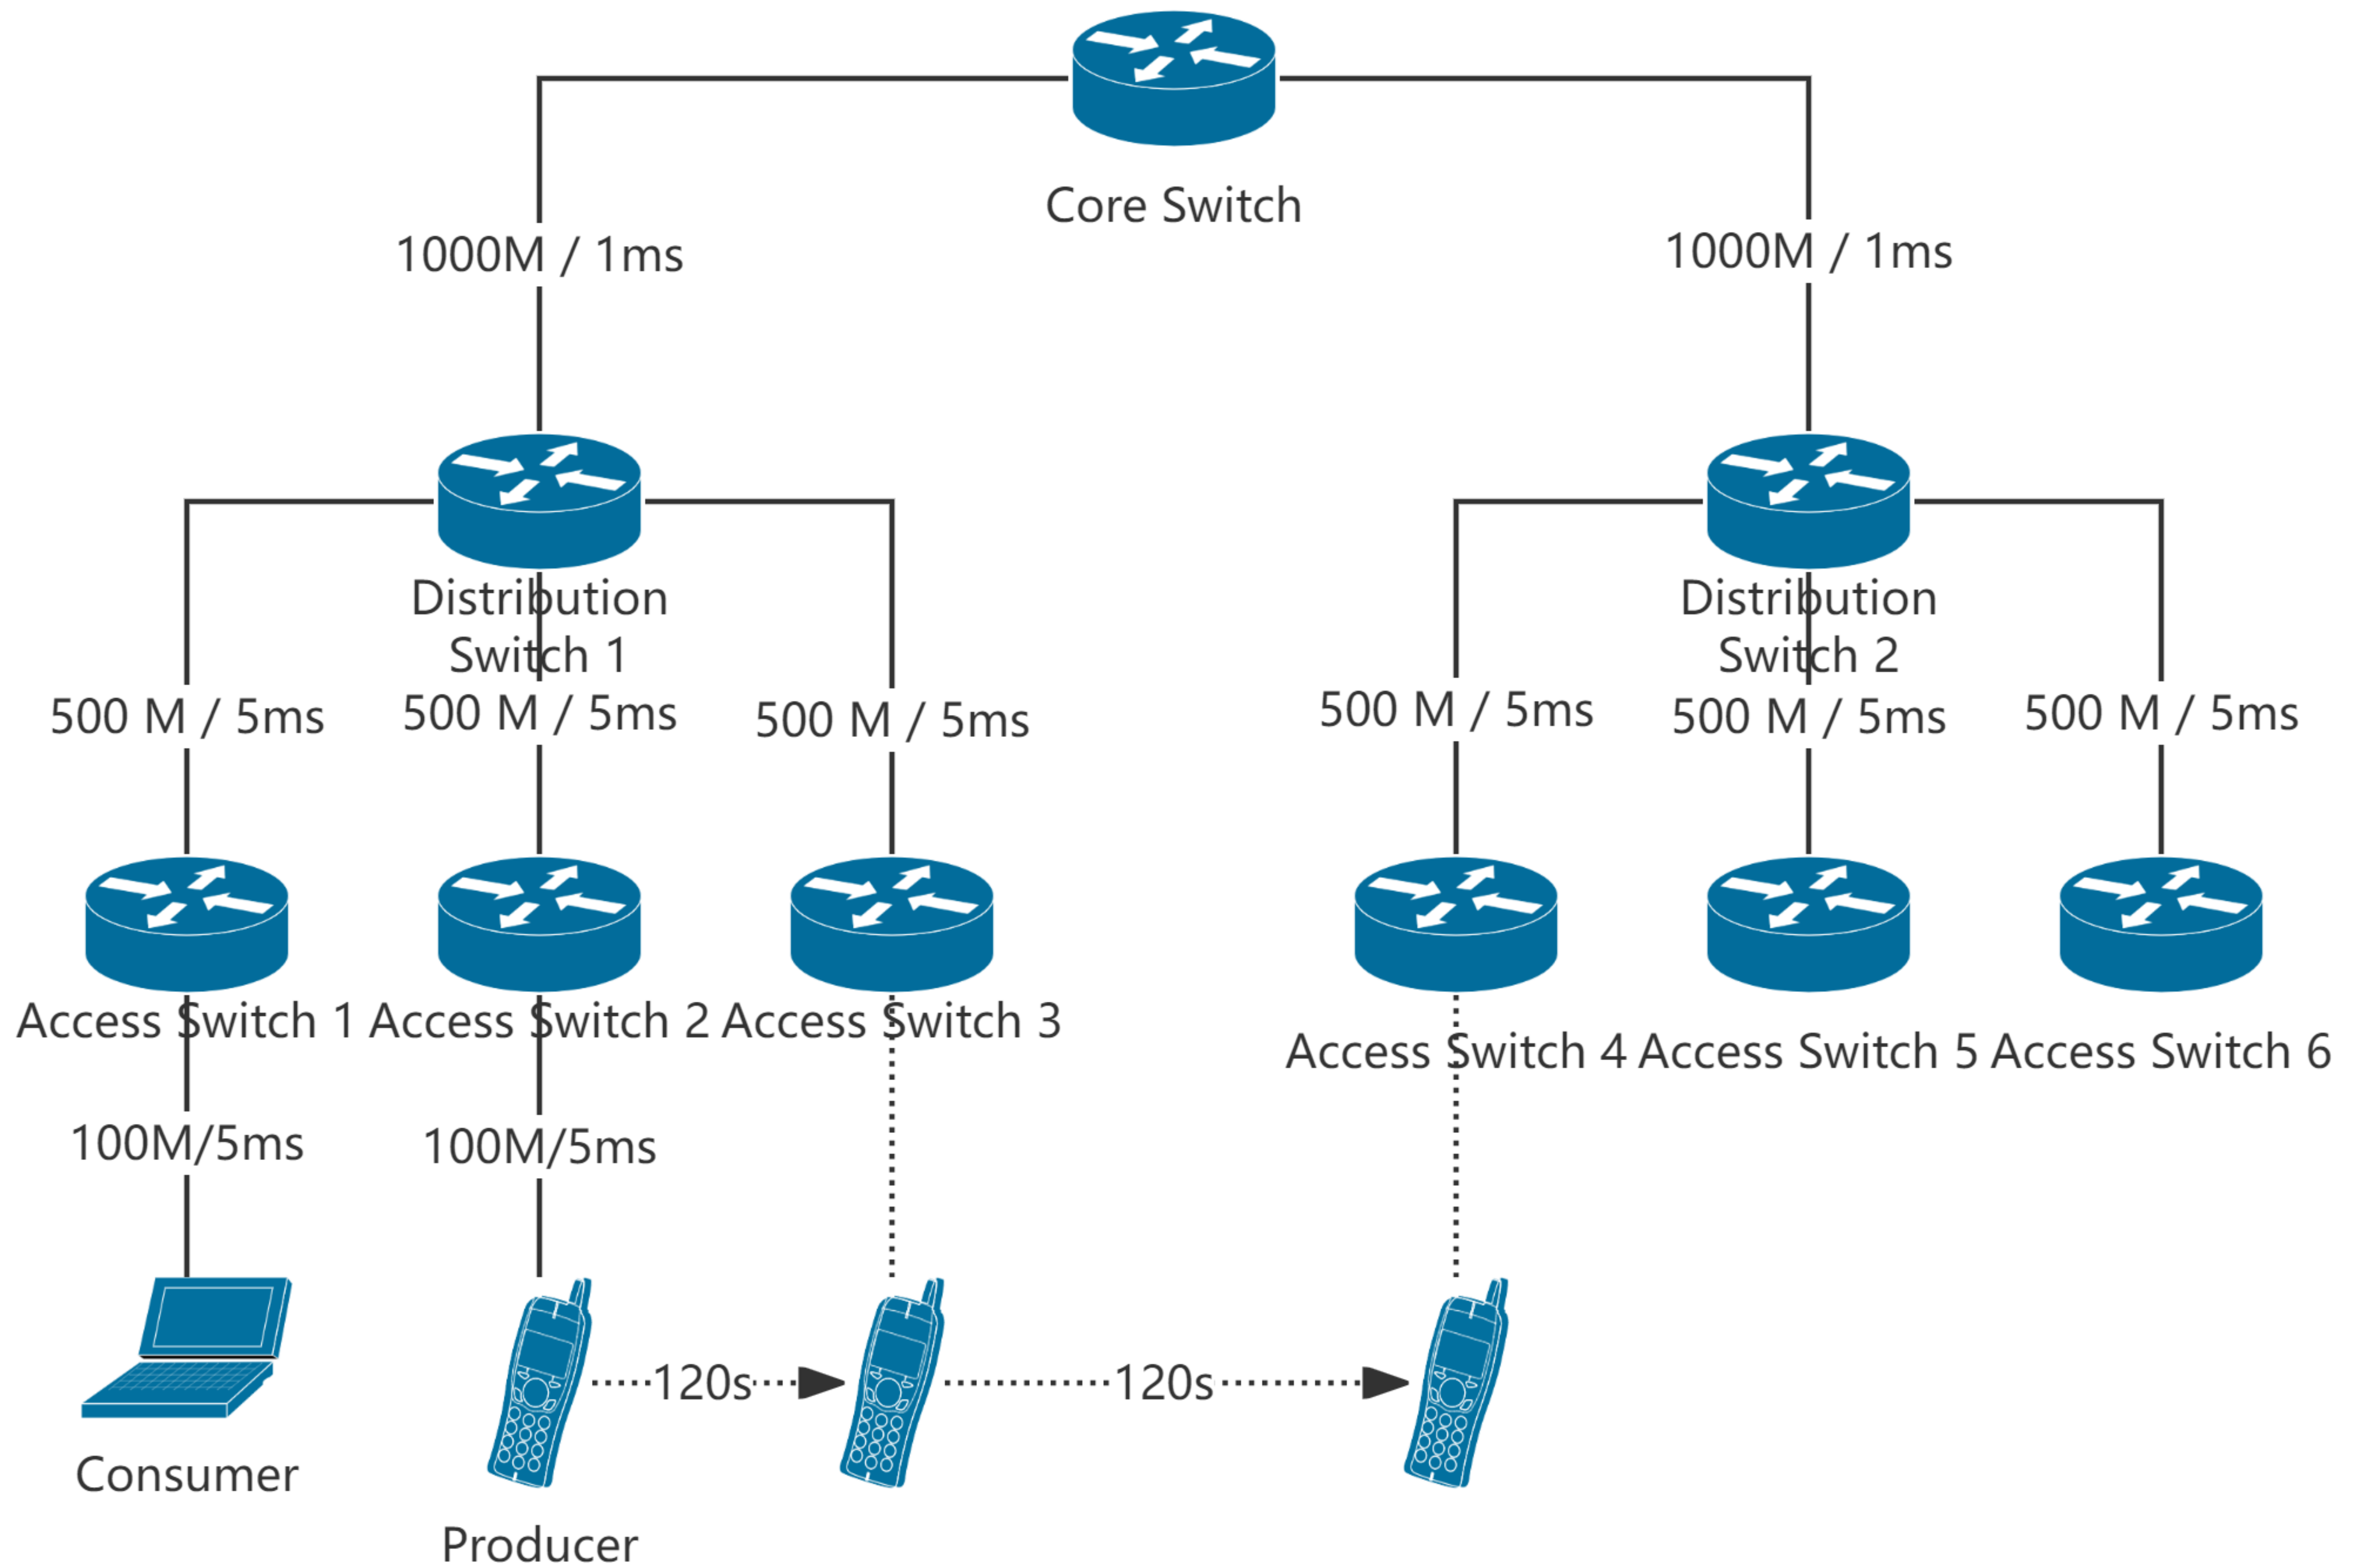 Core Switch
1000M / 1ms
1000M / 1ms
Distribution
Switch 1
Distribution
Switch 2
500 M / 5ms
500 M / 5ms
500 M / 5ms
500 M / 5ms
500 M / 5ms
500 M / 5ms
Access Switch 1
Access Switch 2
Access Switch 3
Access Switch 4
Access Switch 5
Access Switch 6
100M/5ms
100M/5ms
120s
120s
Consumer
Producer